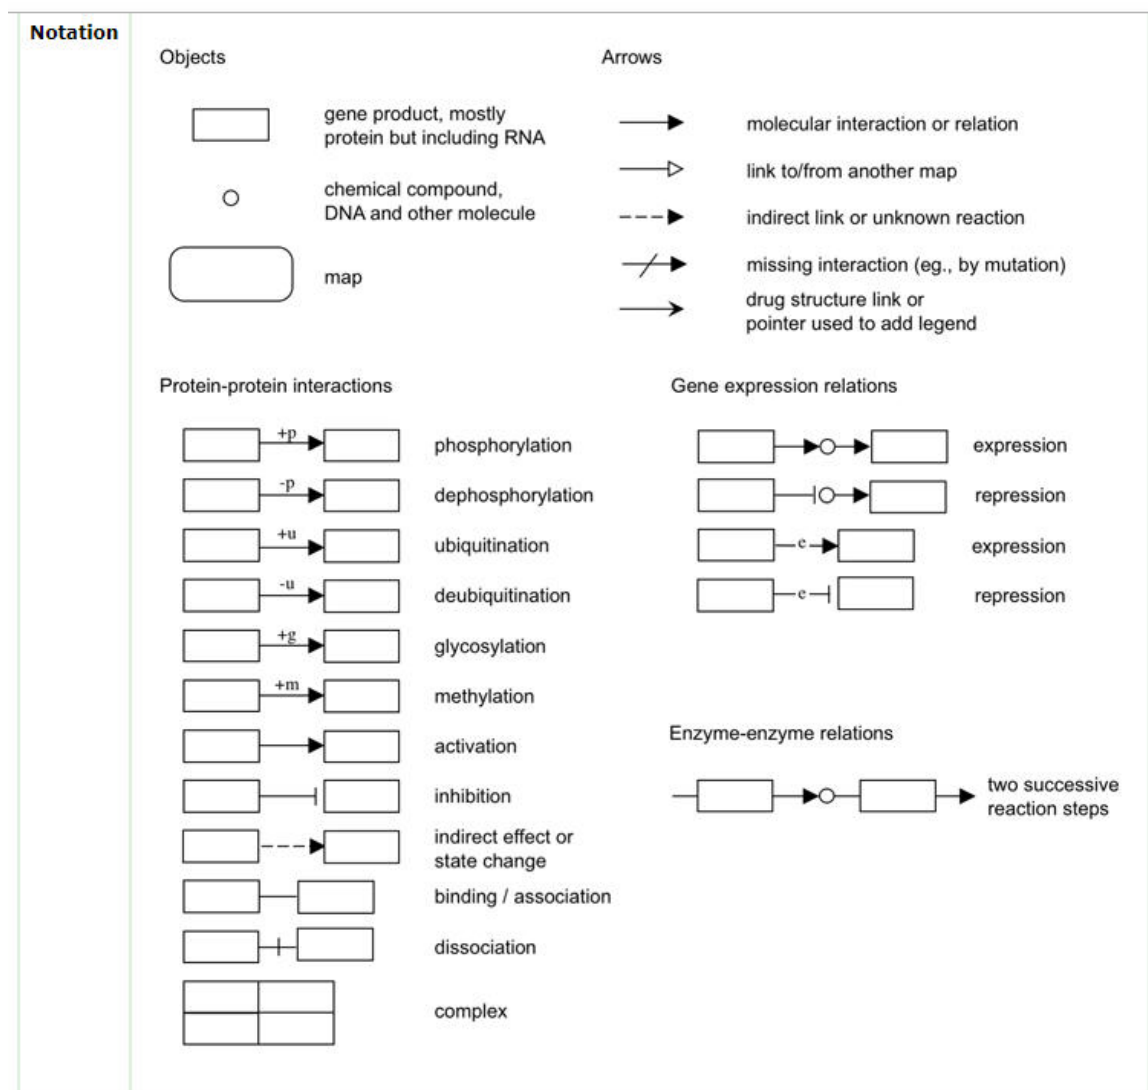 Notation
Objects
gene product, mostly
protein but including RNA
chemical compound,
DNA and other molecule
map
Arrows
molecular interaction or relation
link to/from another map
indirect link or unknown reaction
missing interaction (eg., by mutation)
drug structure link or
pointer used to add legend
Protein-protein interactions
+p phosphorylation
-p dephosphorylation
+u ubiquitination
-u deubiquitination
+g glycosylation
+m methylation
activation
inhibition
indirect effect or
state change
binding / association
dissociation
complex
Gene expression relations
expression
repression
e expression
e repression
Enzyme-enzyme relations
two successive
reaction steps